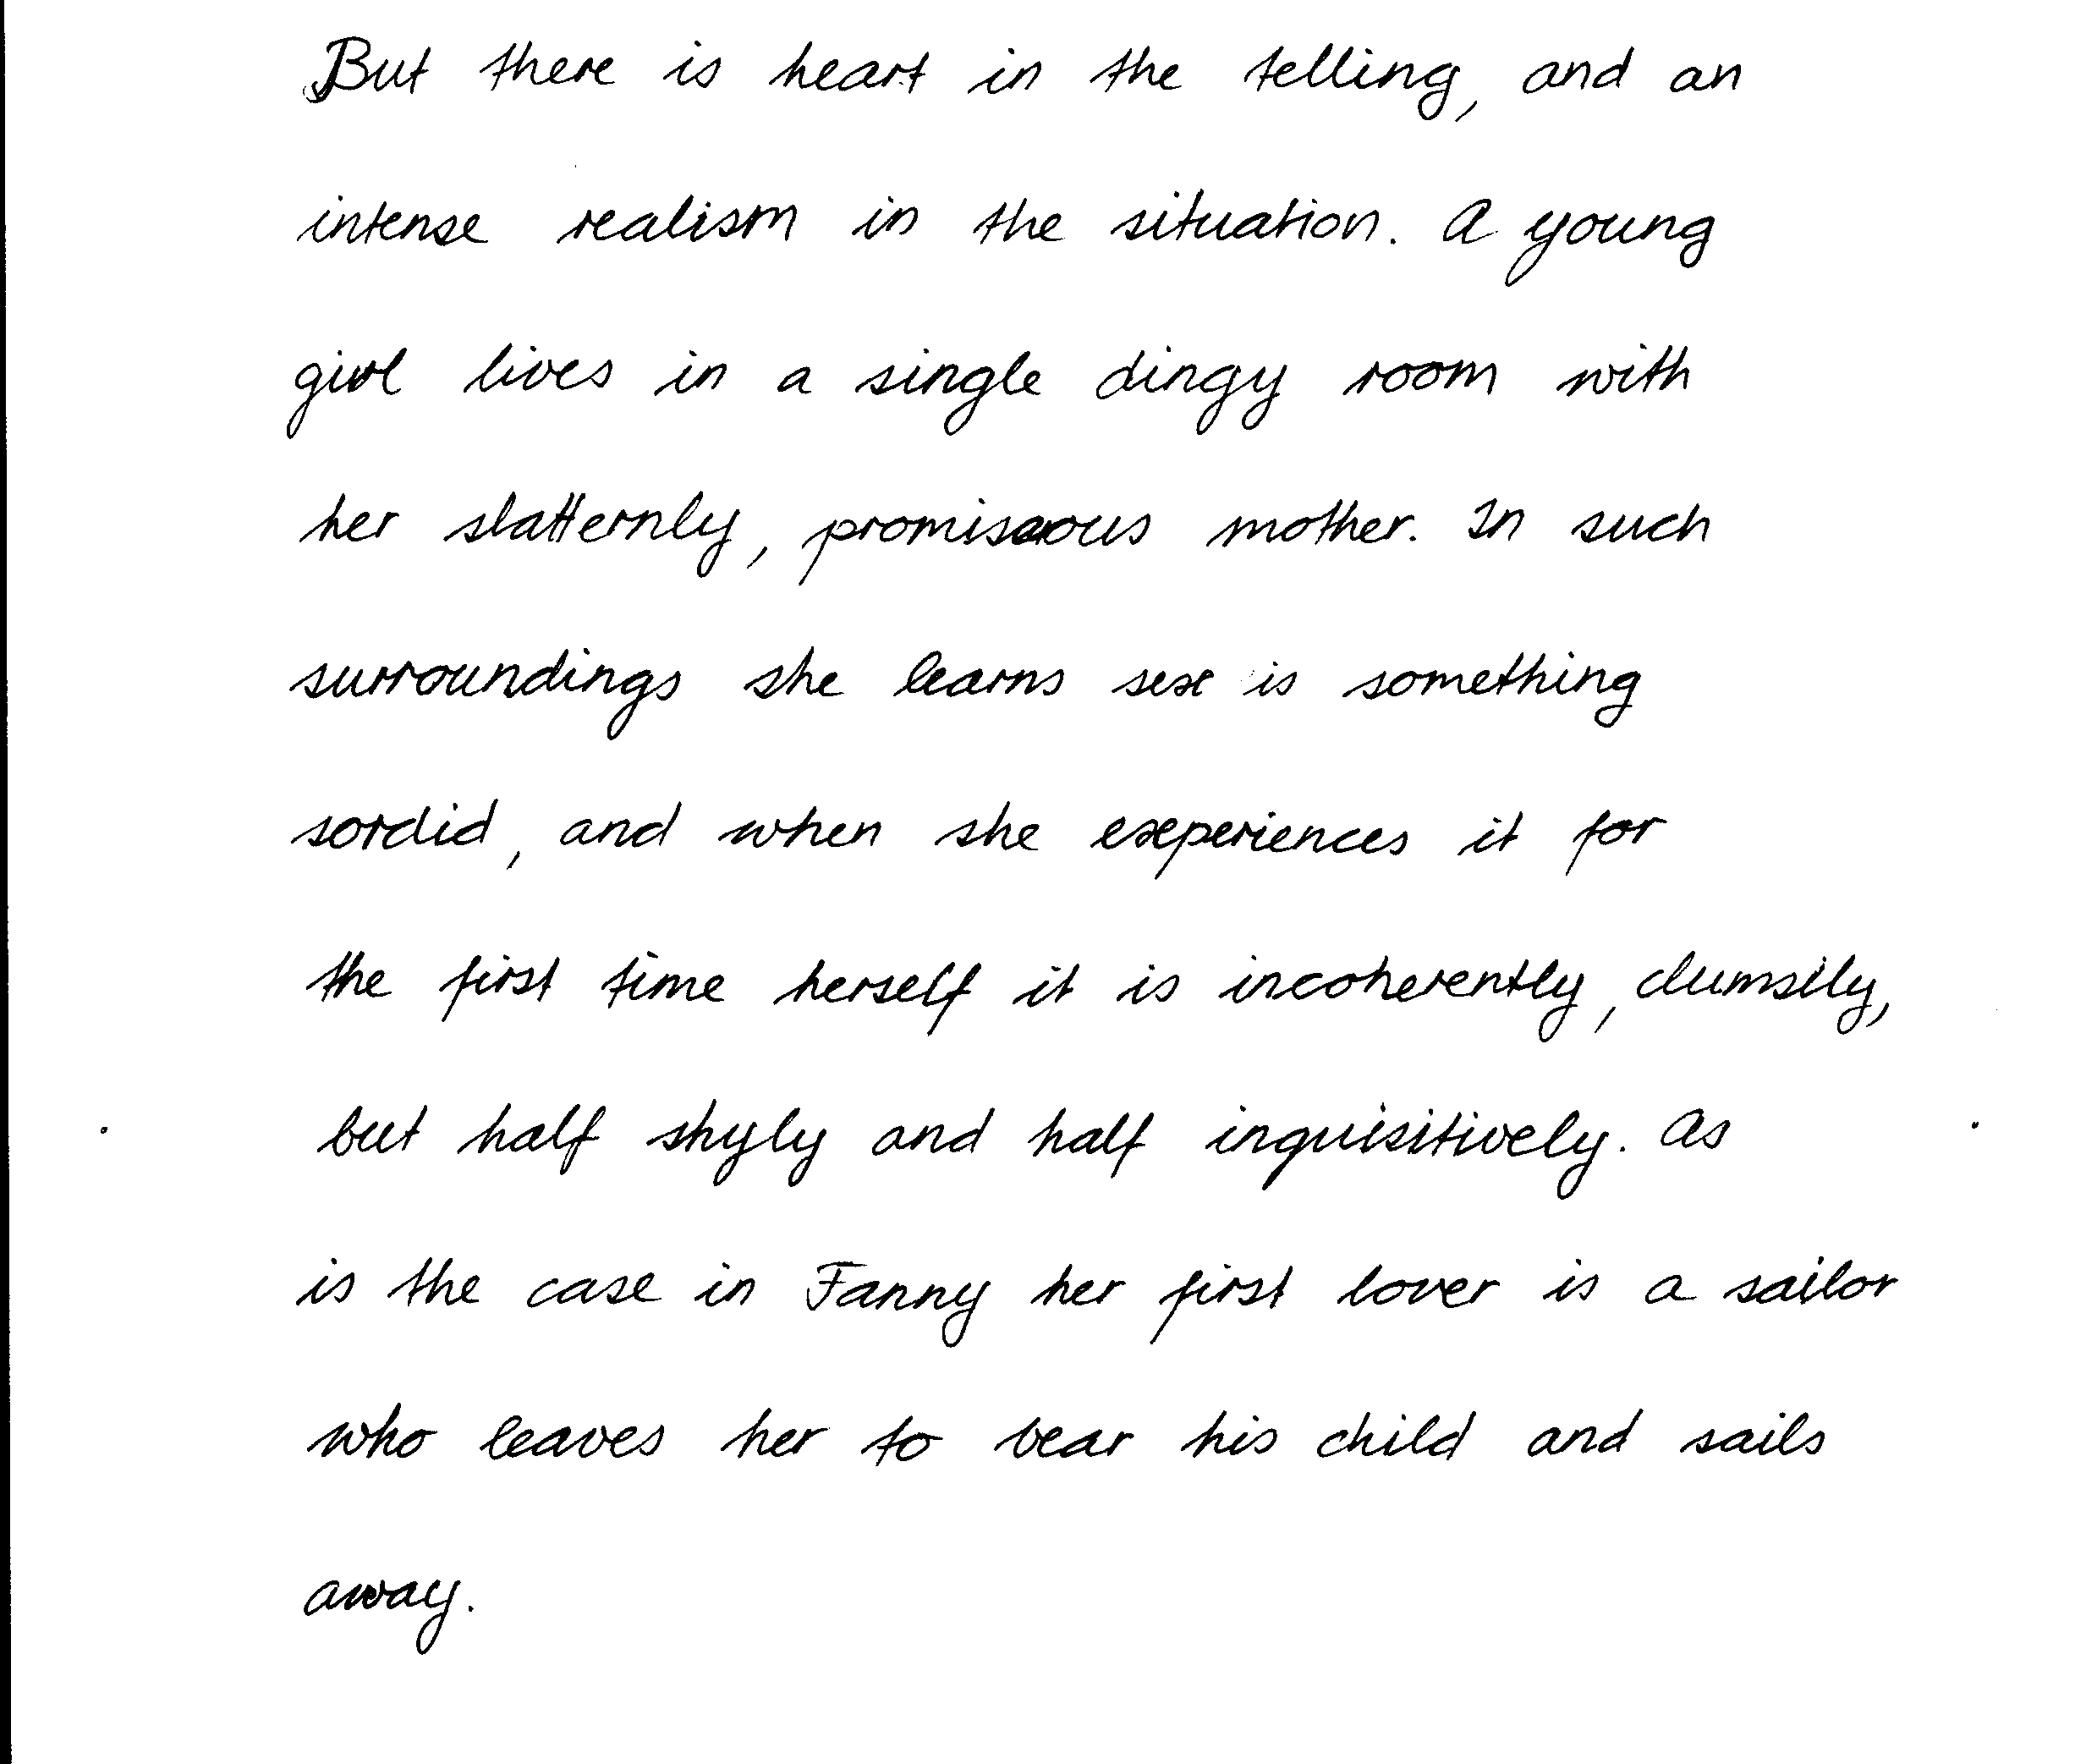 But there is heart in the telling, and an
intense realism in the situation. A young
girl lives in a single dingy room with
her slatternly, promiscuous mother. In such
surroundings she learns sex is something
sordid, and when she experiences it for
the first time herself it is incoherently, clumsily,
but half shyly and half inquisitively. As
is the case in Fanny her first lover is a sailor
who leaves her to bear his child and sails
away.